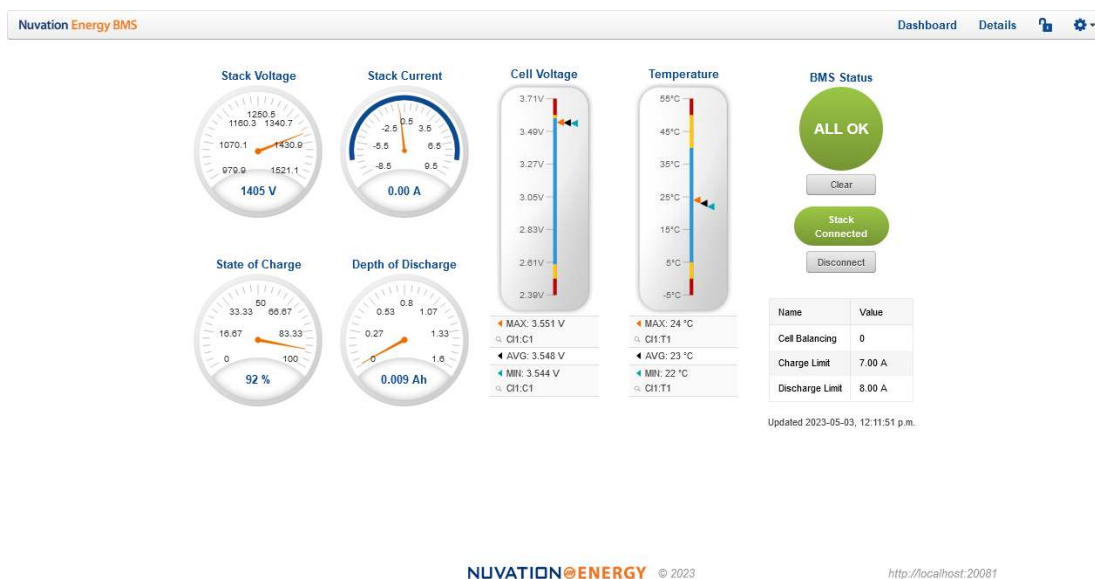 Nuvation Energy BMS
Dashboard Details
Stack Voltage
979.9 1070.1 1160.3 1250.5 1340.7 1430.9 1521.1
1405 V
Stack Current
-8.5 -5.5 -2.5 0.5 3.5 6.5 9.5
0.00 A
Cell Voltage
3.71V
3.49V
3.27V
3.05V
2.83V
2.61V
2.39V
MAX: 3.551 V
CI1:C1
AVG: 3.548 V
MIN: 3.544 V
CI1:C1
Temperature
55°C
45°C
35°C
25°C
15°C
5°C
-5°C
MAX: 24 °C
CI1:T1
AVG: 23 °C
MIN: 22 °C
CI1:T1
BMS Status
ALL OK
Clear
Stack
Connected
Disconnect
State of Charge
0 16.67 33.33 50 66.67 83.33 100
92 %
Depth of Discharge
0 0.27 0.53 0.8 1.07 1.33 1.6
0.009 Ah
Name Value
Cell Balancing 0
Charge Limit 7.00 A
Discharge Limit 8.00 A
Updated 2023-05-03, 12:11:51 p.m.
NUVATION ENERGY © 2023
http://localhost:20081